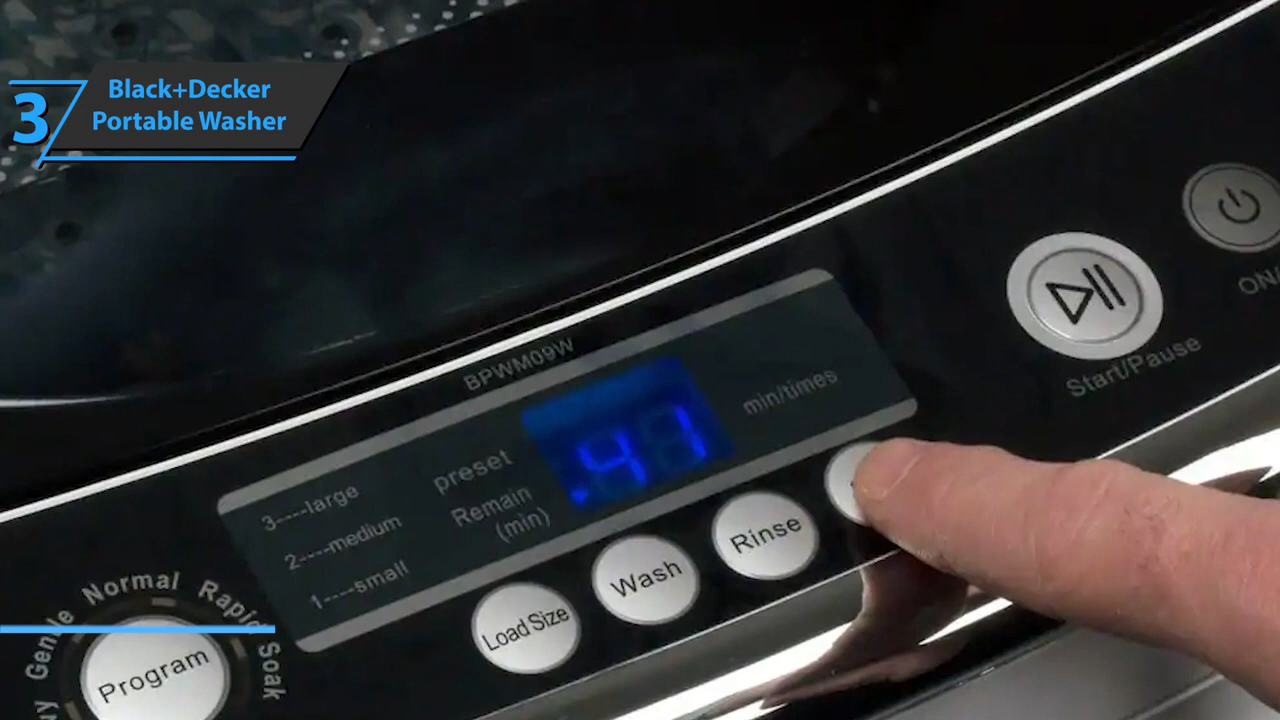 3
Black+Decker
Portable Washer
BPWM09W
3----large
2----medium
1----small
preset
Remain
(min)
41
min/times
Start/Pause
Load Size
Wash
Rinse
Gentle
Normal
Rapid
Soak
Program